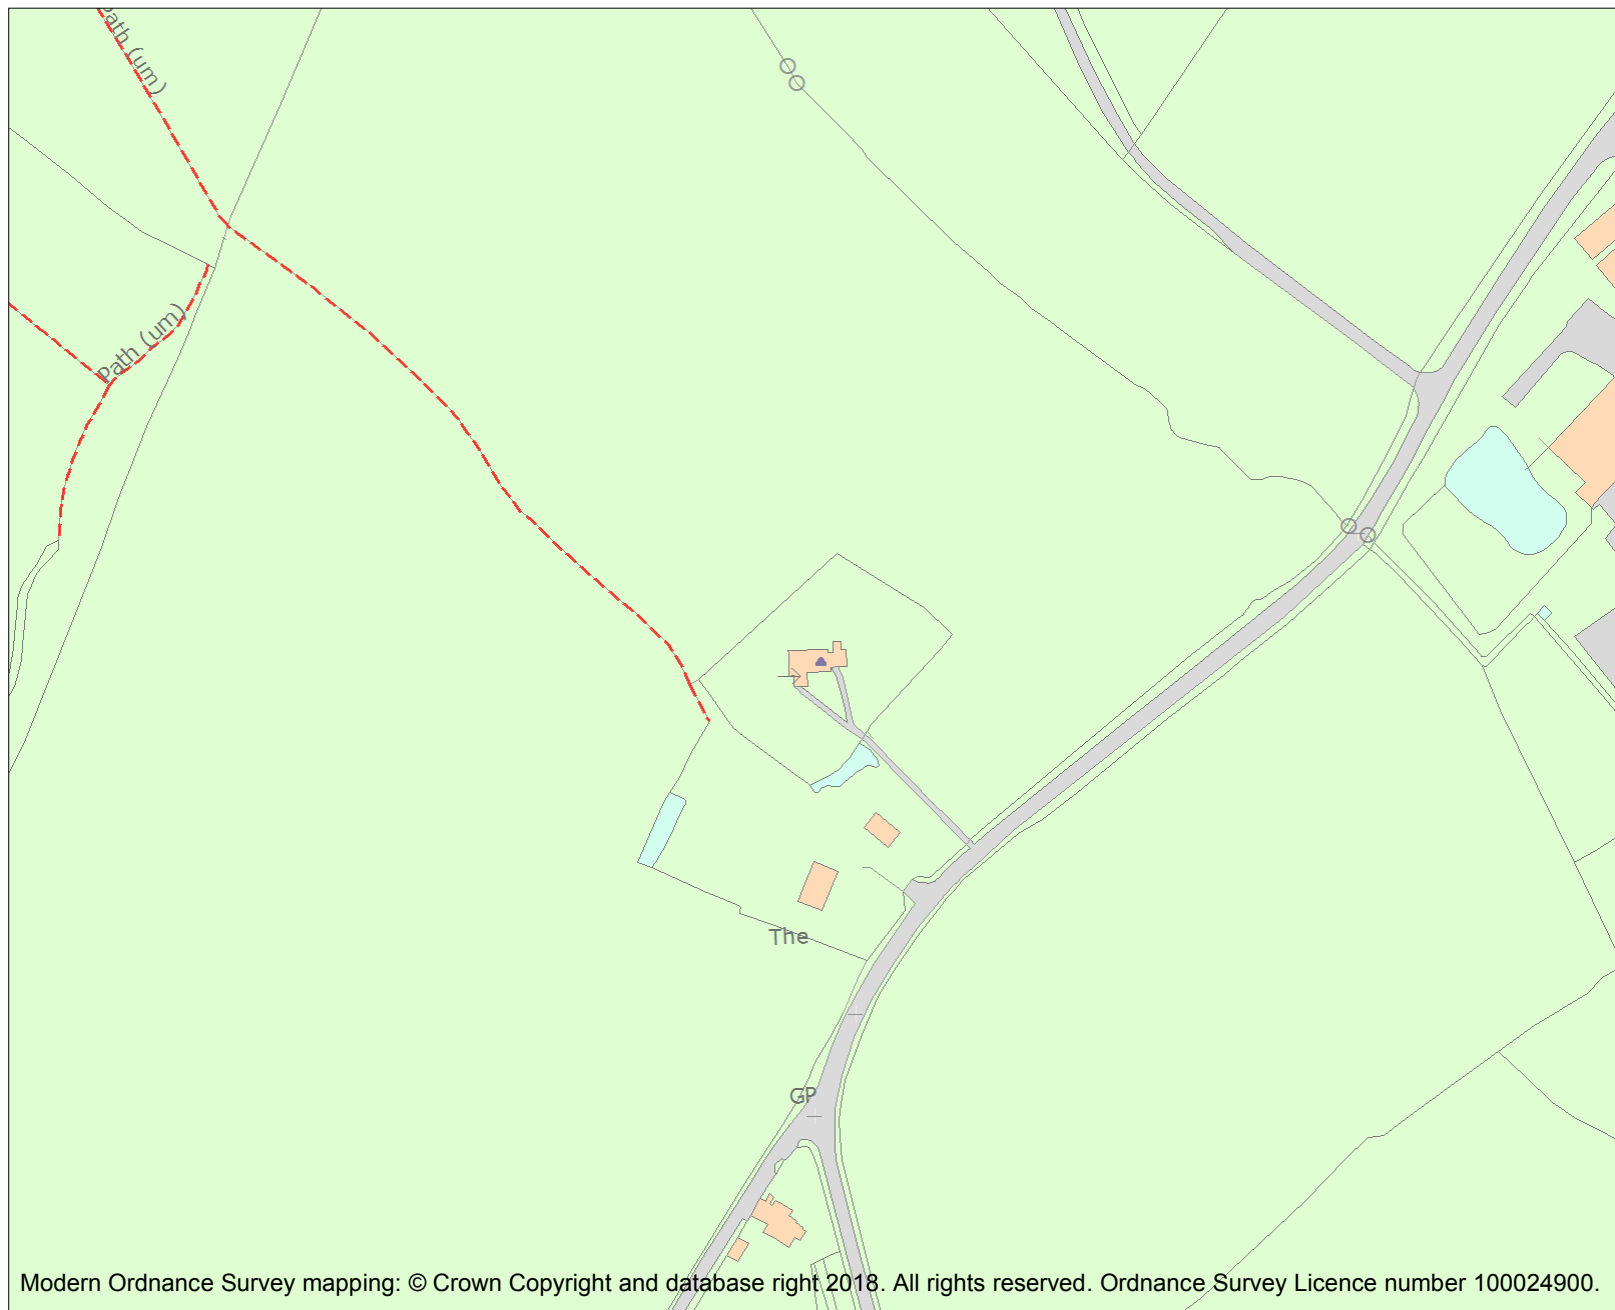 Path (um)
Path (um)
The
GP
Modern Ordnance Survey mapping: © Crown Copyright and database right 2018. All rights reserved. Ordnance Survey Licence number 100024900.